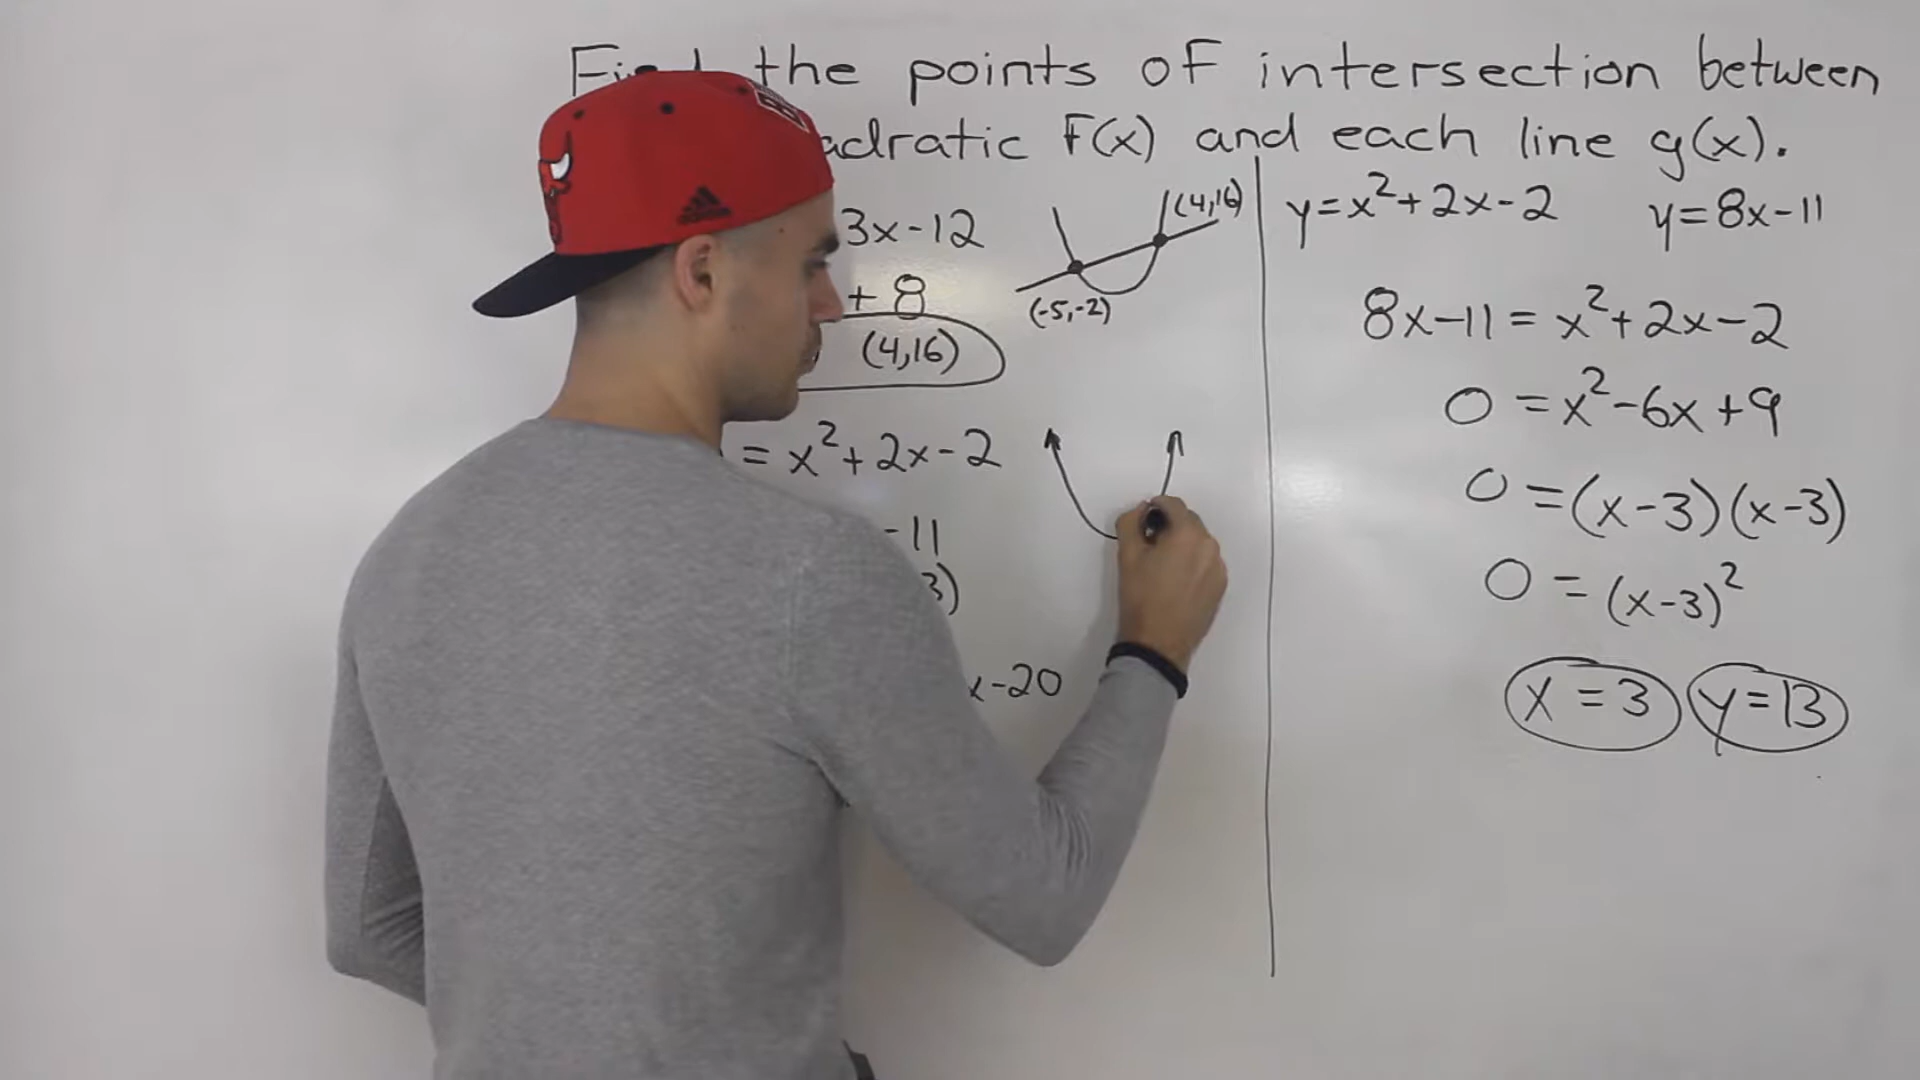 the points of intersection between
f(x) and each line g(x).
3x-12
+ 8
(4,16)
(4,16)
(-5,-2)
= x²+2x-2
-11
3)
x-20
y=x²+2x-2 y=8x-11
8x-11 = x²+2x-2
0 = x²-6x+9
0 = (x-3)(x-3)
0 = (x-3)²
x = 3 y=13